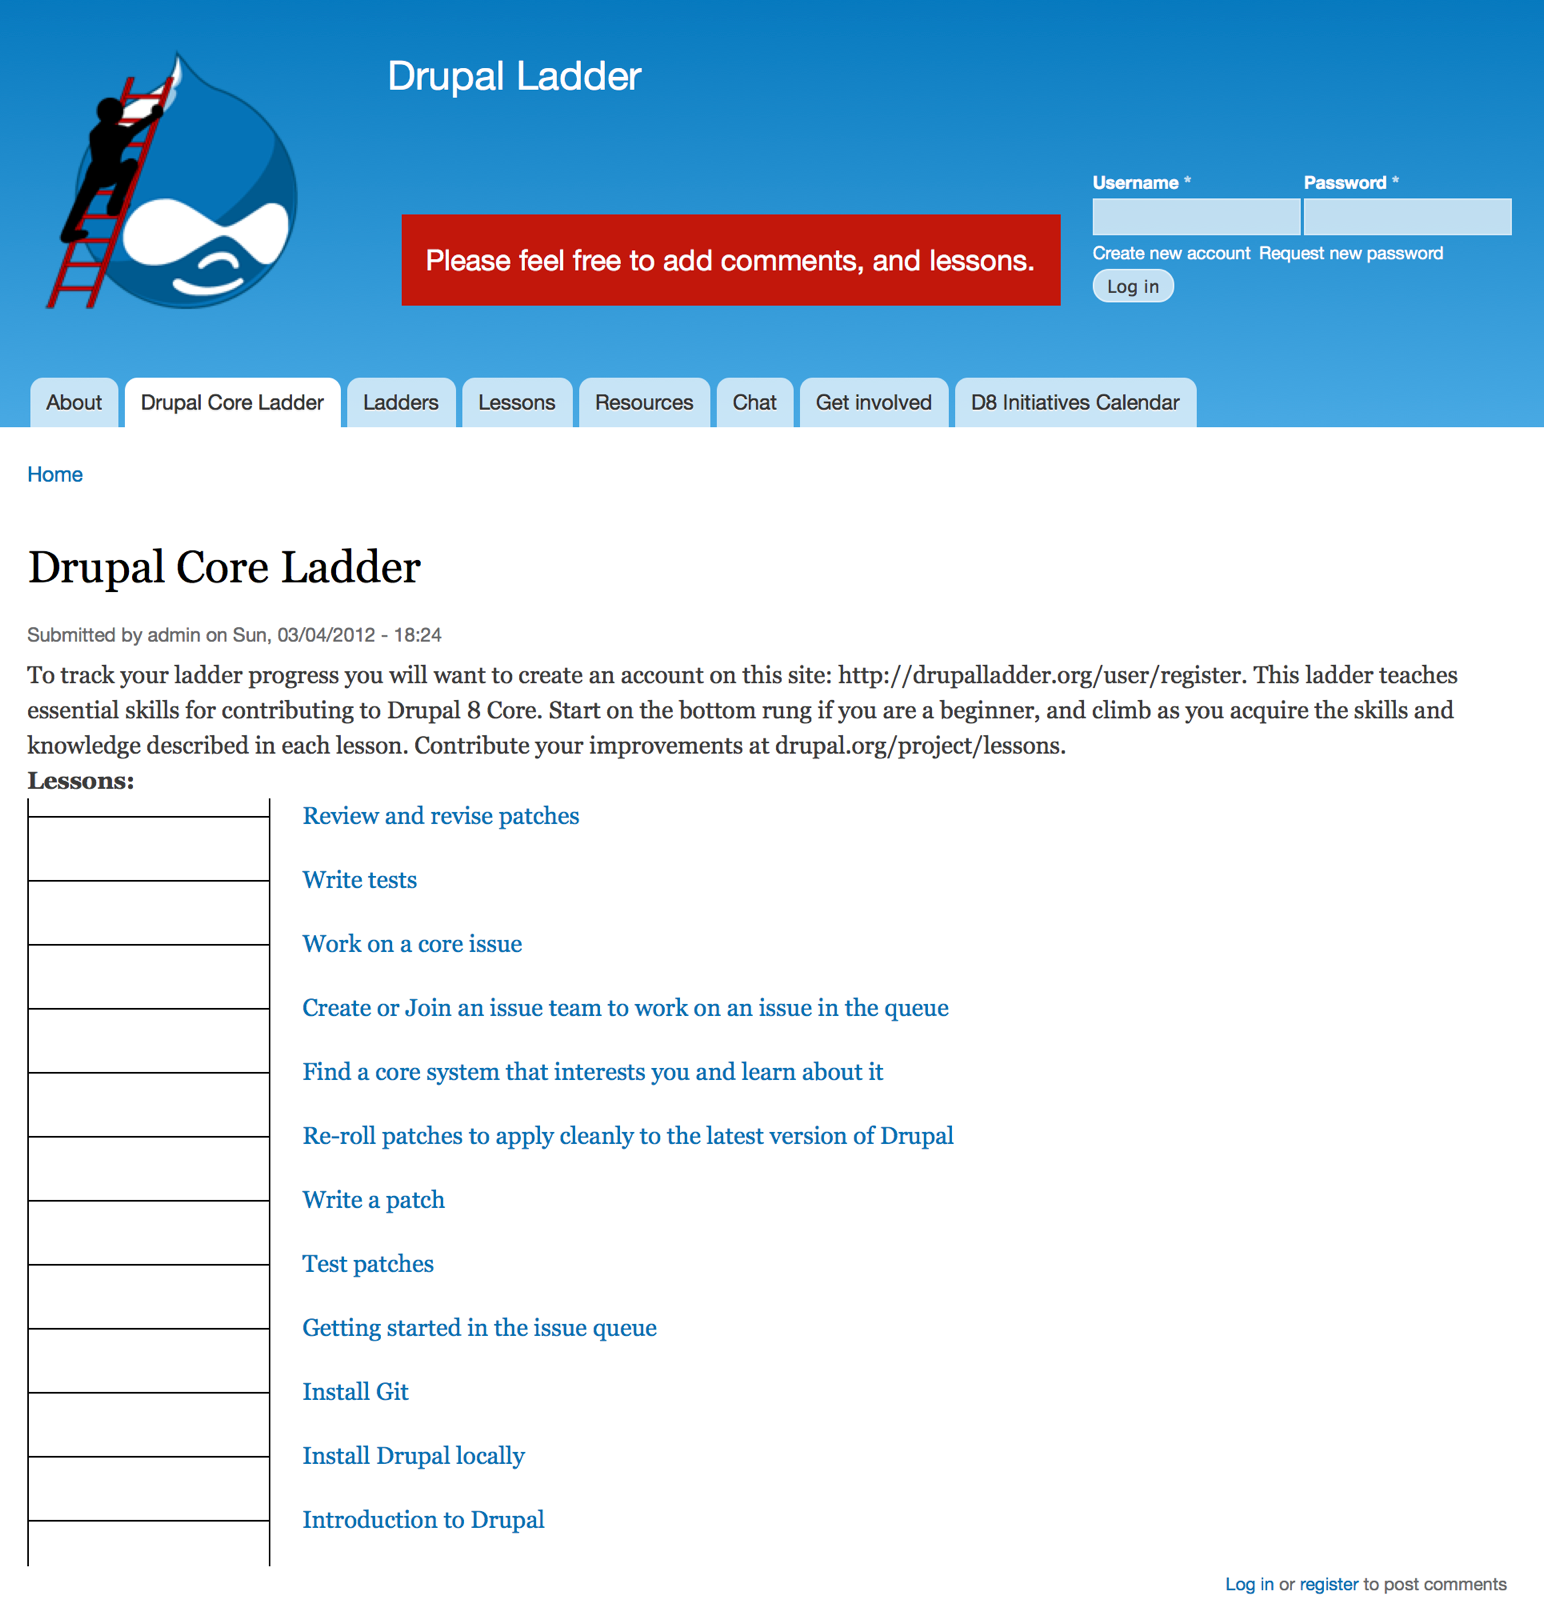 Drupal Ladder
Username *
Password *
Please feel free to add comments, and lessons.
Create new account Request new password
Log in
About
Drupal Core Ladder
Ladders
Lessons
Resources
Chat
Get involved
D8 Initiatives Calendar
Home
Drupal Core Ladder
Submitted by admin on Sun, 03/04/2012 - 18:24
To track your ladder progress you will want to create an account on this site: http://drupalladder.org/user/register. This ladder teaches
essential skills for contributing to Drupal 8 Core. Start on the bottom rung if you are a beginner, and climb as you acquire the skills and
knowledge described in each lesson. Contribute your improvements at drupal.org/project/lessons.
Lessons:
Review and revise patches
Write tests
Work on a core issue
Create or Join an issue team to work on an issue in the queue
Find a core system that interests you and learn about it
Re-roll patches to apply cleanly to the latest version of Drupal
Write a patch
Test patches
Getting started in the issue queue
Install Git
Install Drupal locally
Introduction to Drupal
Log in or register to post comments